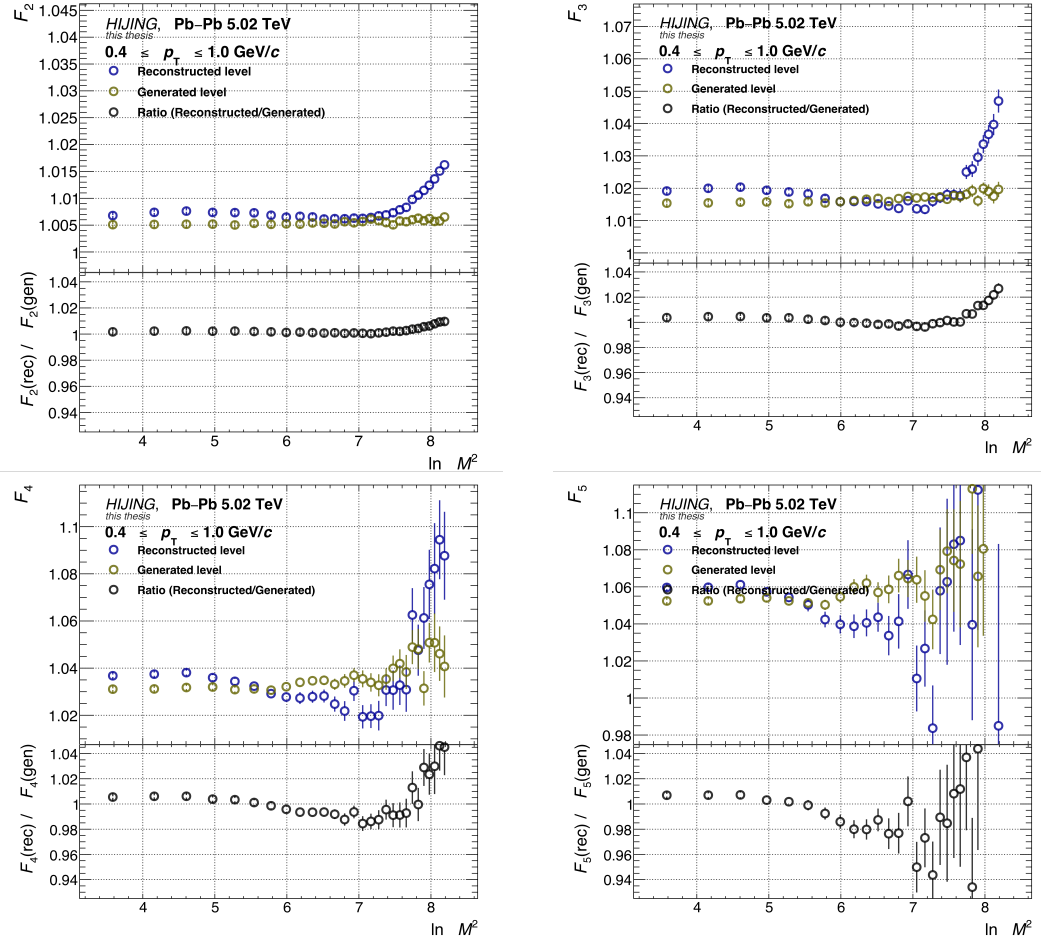 F2
1.045
1.04
1.035
1.03
1.025
1.02
1.015
1.01
1.005
1
HIJING, Pb–Pb 5.02 TeV
this thesis
0.4 ≤ pT ≤ 1.0 GeV/c
Reconstructed level
Generated level
Ratio (Reconstructed/Generated)
F2(rec) / F2(gen)
1.04
1.02
1
0.98
0.96
0.94
4 5 6 7 8
ln M²
F3
1.07
1.06
1.05
1.04
1.03
1.02
1.01
1
HIJING, Pb–Pb 5.02 TeV
this thesis
0.4 ≤ pT ≤ 1.0 GeV/c
Reconstructed level
Generated level
Ratio (Reconstructed/Generated)
F3(rec) / F3(gen)
1.04
1.02
1
0.98
0.96
0.94
4 5 6 7 8
ln M²
F4
1.1
1.08
1.06
1.04
1.02
HIJING, Pb–Pb 5.02 TeV
this thesis
0.4 ≤ pT ≤ 1.0 GeV/c
Reconstructed level
Generated level
Ratio (Reconstructed/Generated)
F4(rec) / F4(gen)
1.04
1.02
1
0.98
0.96
0.94
4 5 6 7 8
ln M²
F5
1.1
1.08
1.06
1.04
1.02
1
0.98
HIJING, Pb–Pb 5.02 TeV
this thesis
0.4 ≤ pT ≤ 1.0 GeV/c
Reconstructed level
Generated level
Ratio (Reconstructed/Generated)
F5(rec) / F5(gen)
1.04
1.02
1
0.98
0.96
0.94
4 5 6 7 8
ln M²